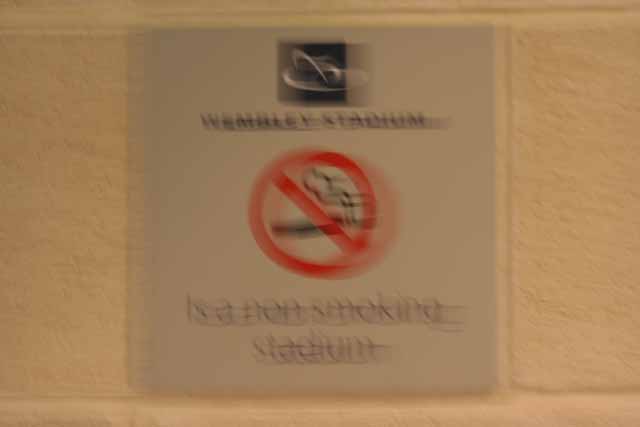 WEMBLEY STADIUM
Is a non smoking
stadium